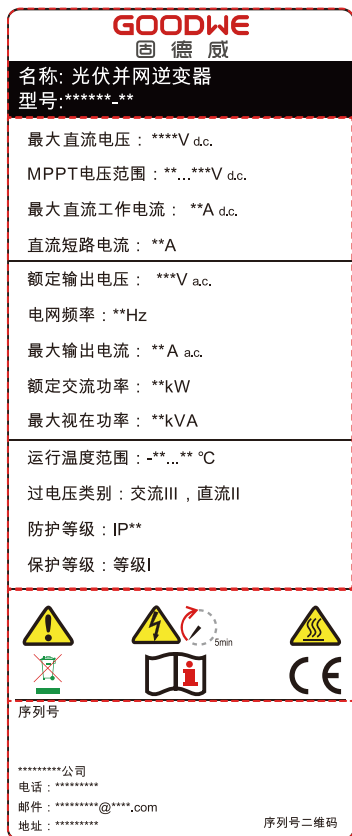 GOODWE
固德威
名称: 光伏并网逆变器
型号:******-**
最大直流电压： ****V d.c.
MPPT电压范围：**...***V d.c.
最大直流工作电流： **A d.c.
直流短路电流：**A
额定输出电压： ***V a.c.
电网频率：**Hz
最大输出电流：**A a.c.
额定交流功率：**kW
最大视在功率：**kVA
运行温度范围：-**...** ℃
过电压类别：交流III，直流II
防护等级：IP**
保护等级：等级I
5min
CE
序列号
*********公司
电话：*********
邮件：*********@****.com
地址：*********
序列号二维码